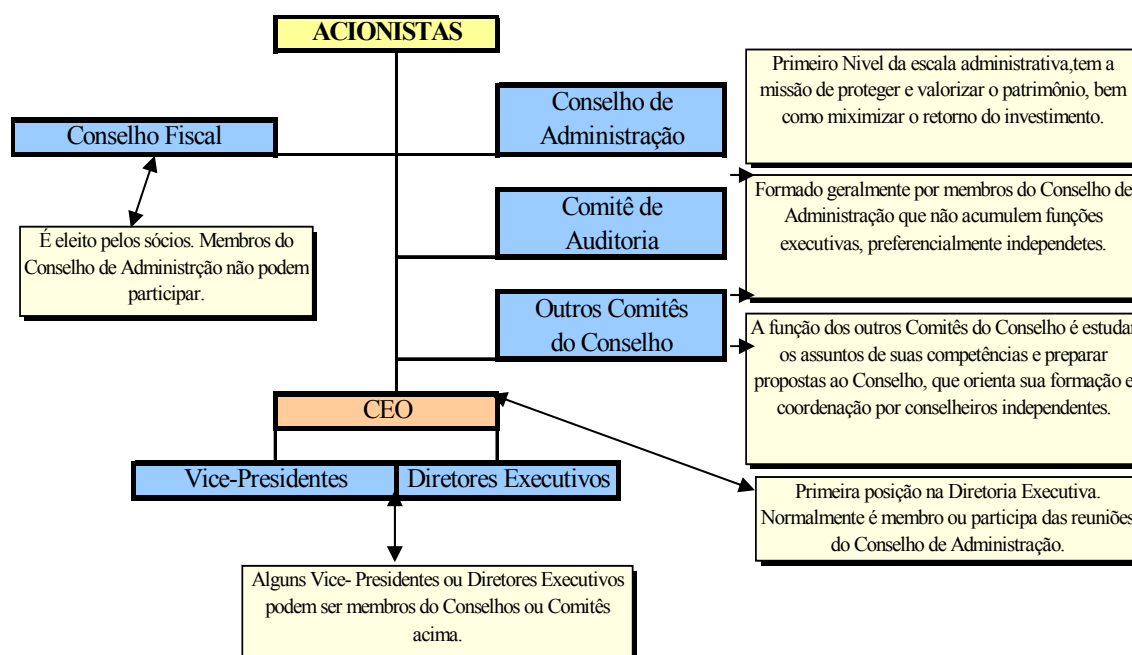 ACIONISTAS
Primeiro Nivel da escala administrativa,tem a
missão de proteger e valorizar o patrimônio, bem
como miximizar o retorno do investimento.
Conselho de
Administração
Conselho Fiscal
É eleito pelos sócios. Membros do
Conselho de Administrção não podem
participar.
Comitê de
Auditoria
Formado geralmente por membros do Conselho de
Administração que não acumulem funções
executivas, preferencialmente independetes.
Outros Comitês
do Conselho
A função dos outros Comitês do Conselho é estudar
os assuntos de suas competências e preparar
propostas ao Conselho, que orienta sua formação e
coordenação por conselheiros independentes.
CEO
Vice-Presidentes
Diretores Executivos
Primeira posição na Diretoria Executiva.
Normalmente é membro ou participa das reuniões
do Conselho de Administração.
Alguns Vice- Presidentes ou Diretores Executivos
podem ser membros do Conselhos ou Comitês
acima.